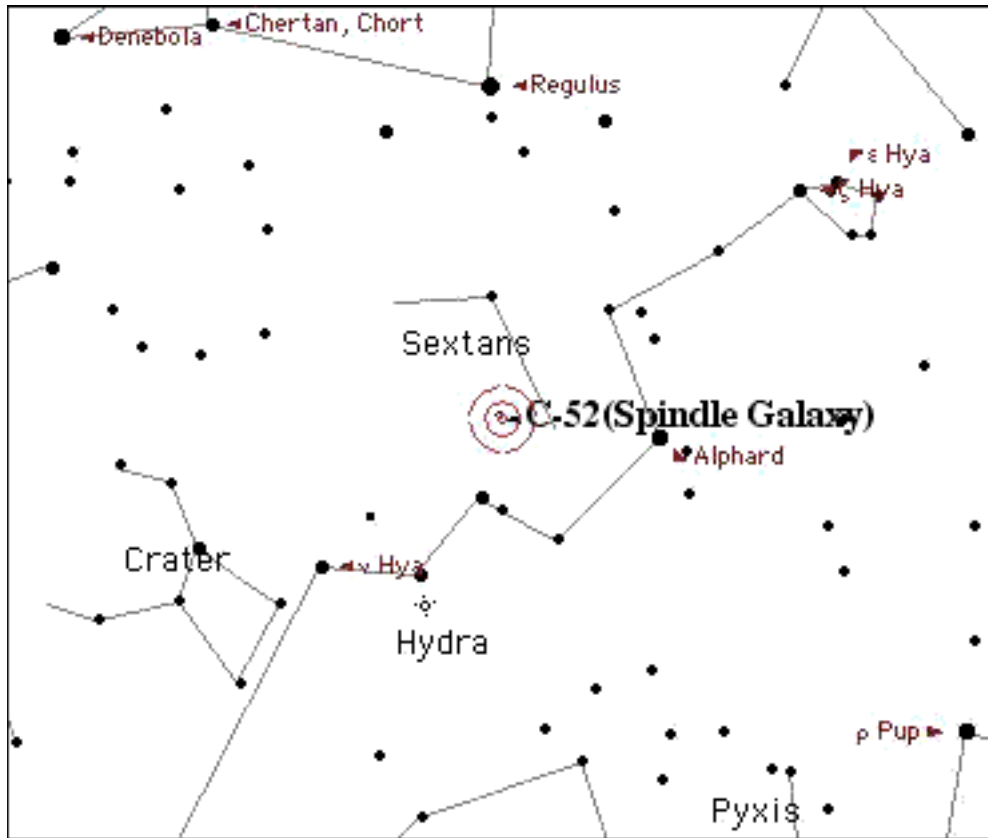 Chertan, Chort
Denebola
Regulus
ε Hya
ζ Hya
Sextans
C-52(Spindle Galaxy)
Alphard
Crater
ν Hya
Hydra
ρ Pup
Pyxis